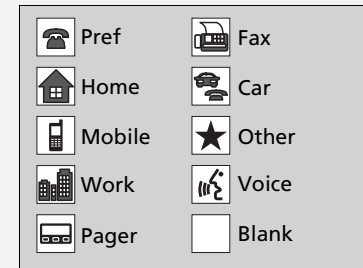 Pref
Fax
Home
Car
Mobile
Other
Work
Voice
Pager
Blank